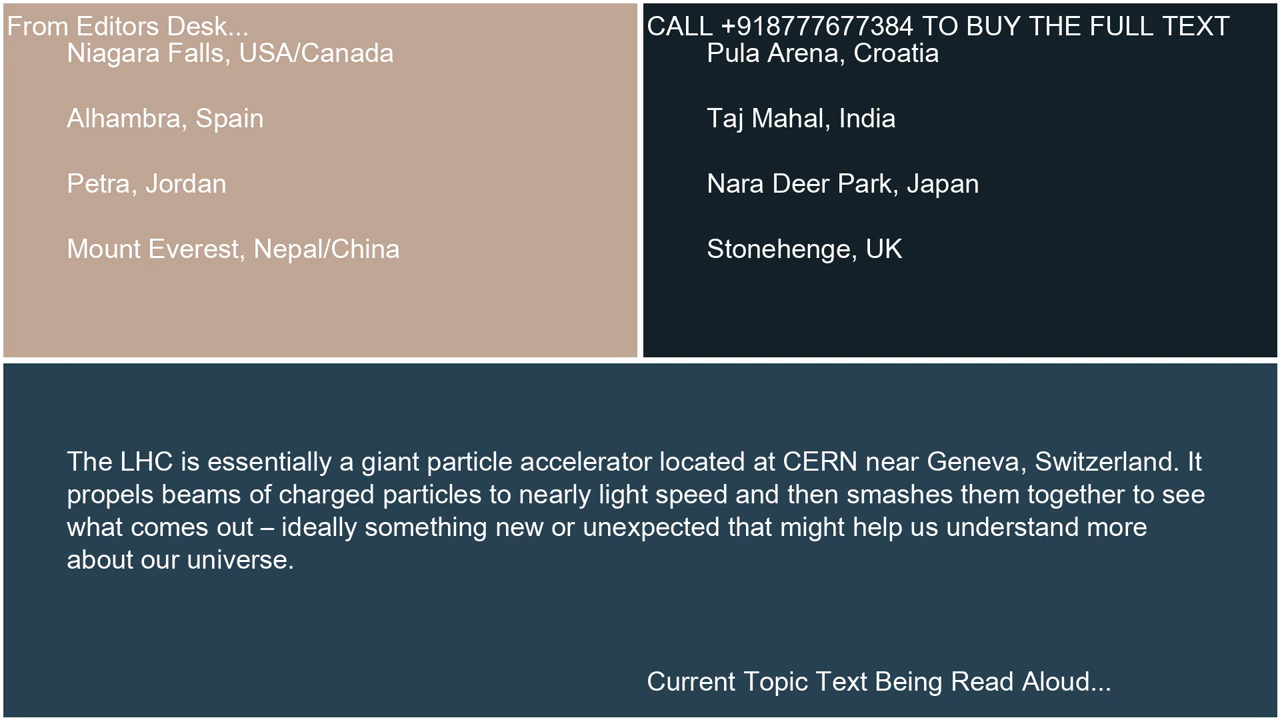 From Editors Desk...
Niagara Falls, USA/Canada
Alhambra, Spain
Petra, Jordan
Mount Everest, Nepal/China
CALL +918777677384 TO BUY THE FULL TEXT
Pula Arena, Croatia
Taj Mahal, India
Nara Deer Park, Japan
Stonehenge, UK
The LHC is essentially a giant particle accelerator located at CERN near Geneva, Switzerland. It
propels beams of charged particles to nearly light speed and then smashes them together to see
what comes out – ideally something new or unexpected that might help us understand more
about our universe.
Current Topic Text Being Read Aloud...